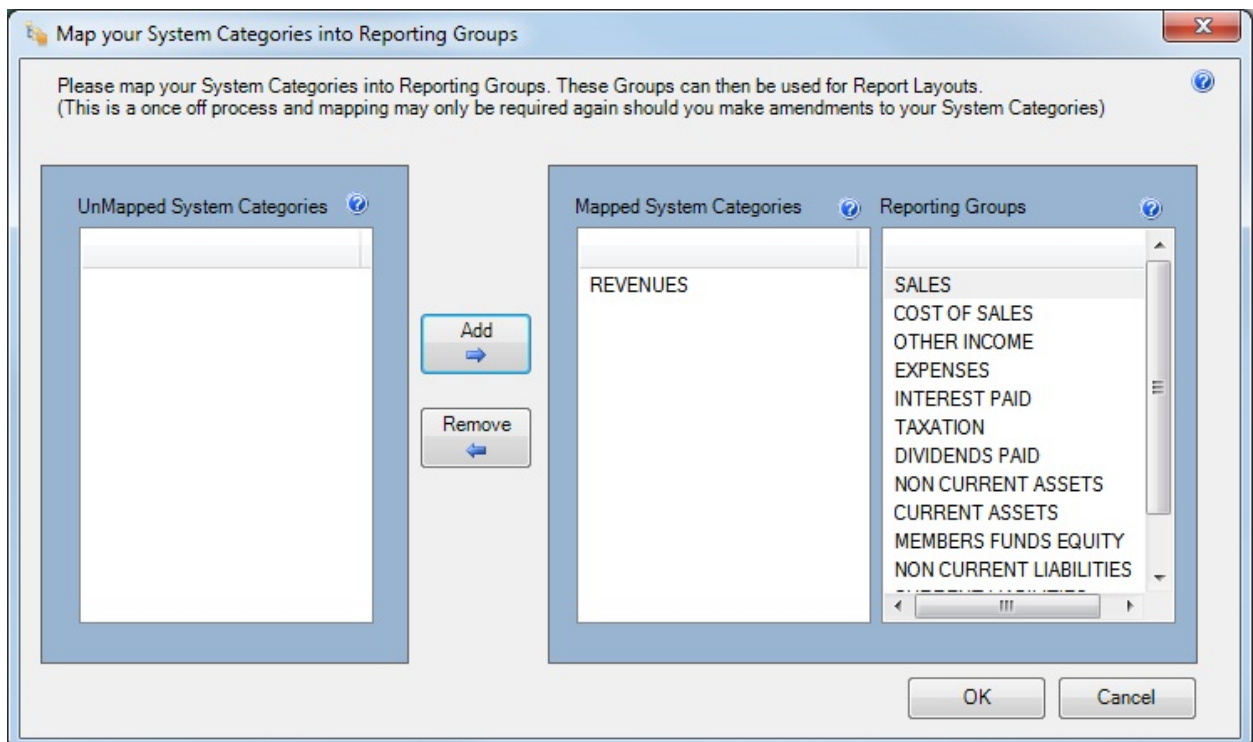 Map your System Categories into Reporting Groups
Please map your System Categories into Reporting Groups. These Groups can then be used for Report Layouts.
(This is a once off process and mapping may only be required again should you make amendments to your System Categories)
UnMapped System Categories
Add
Remove
Mapped System Categories
REVENUES
Reporting Groups
SALES
COST OF SALES
OTHER INCOME
EXPENSES
INTEREST PAID
TAXATION
DIVIDENDS PAID
NON CURRENT ASSETS
CURRENT ASSETS
MEMBERS FUNDS EQUITY
NON CURRENT LIABILITIES
OK
Cancel